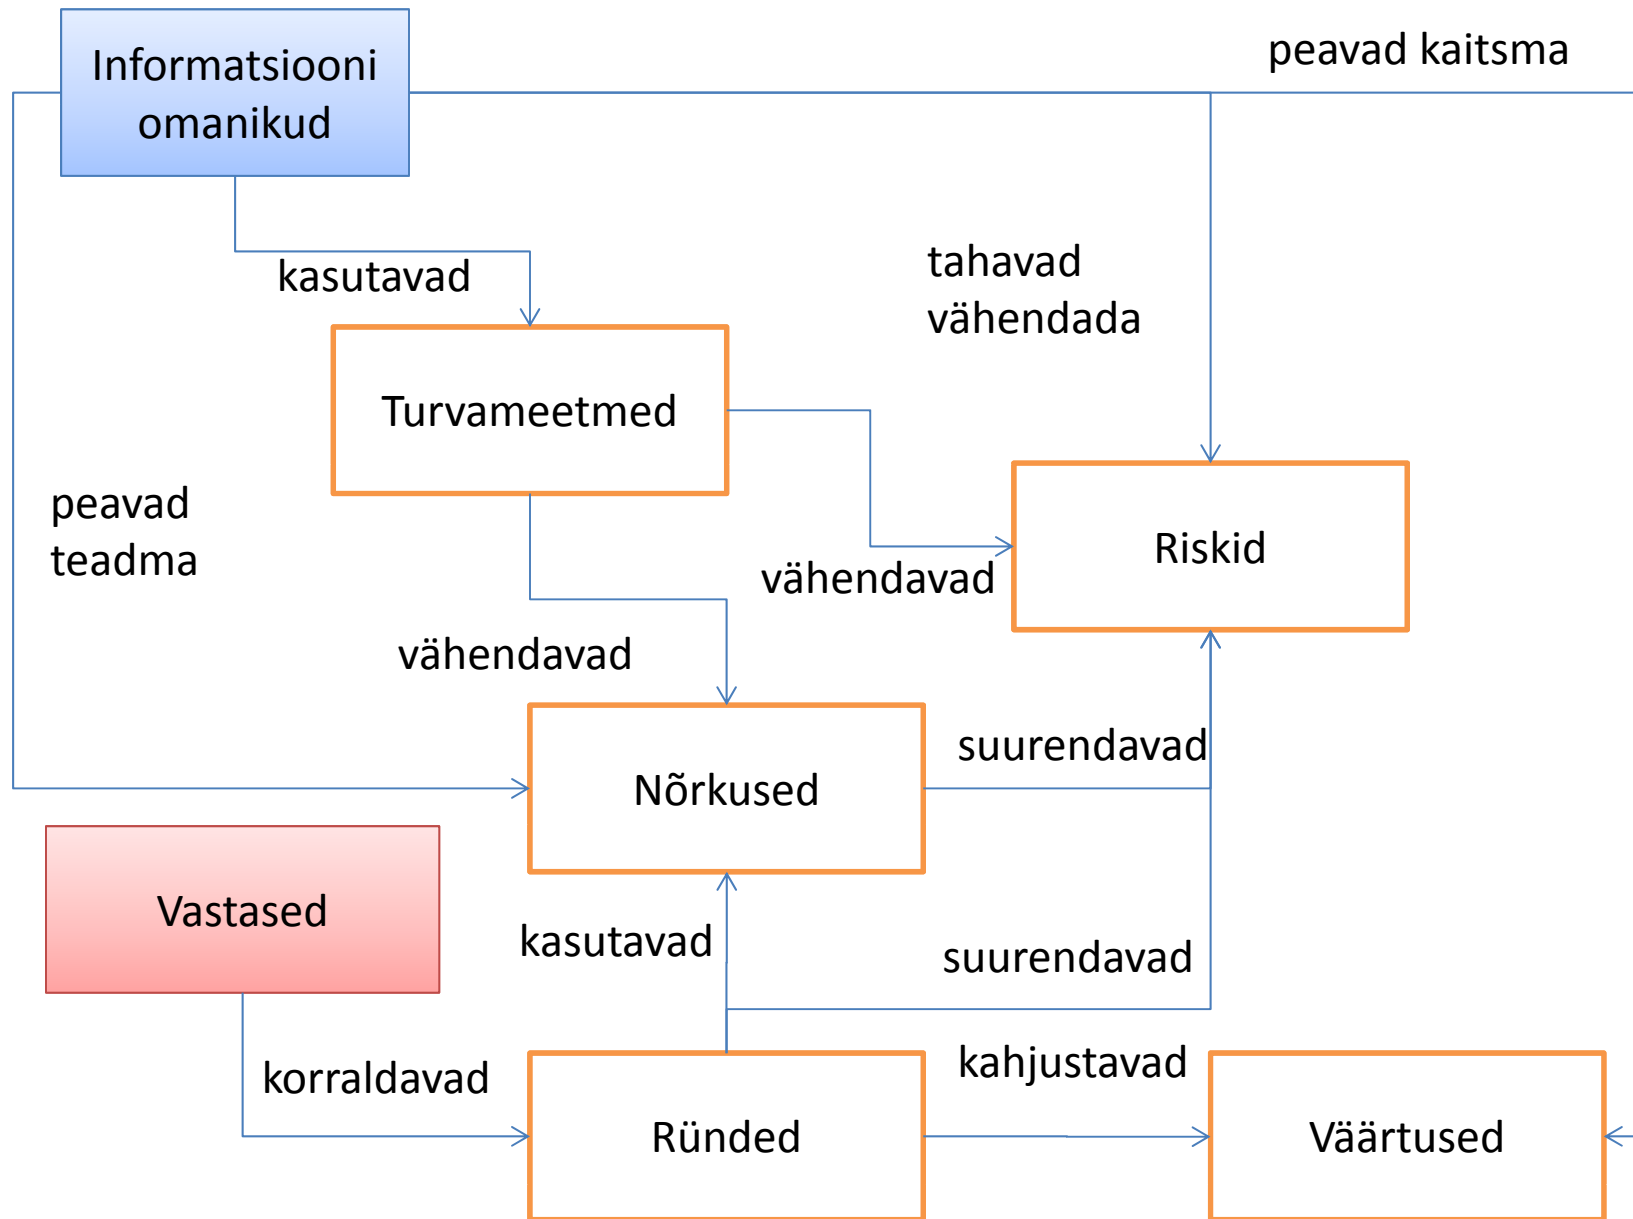 Informatsiooni
omanikud
peavad kaitsma
kasutavad
tahavad
vähendada
Turvameetmed
peavad
teadma
Riskid
vähendavad
vähendavad
suurendavad
Nõrkused
Vastased
kasutavad
suurendavad
korraldavad
kahjustavad
Ründed
Väärtused